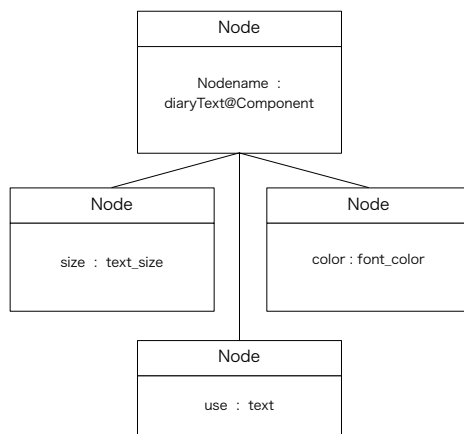 Node
Nodename :
diaryText@Component
Node
size : text_size
Node
color : font_color
Node
use : text